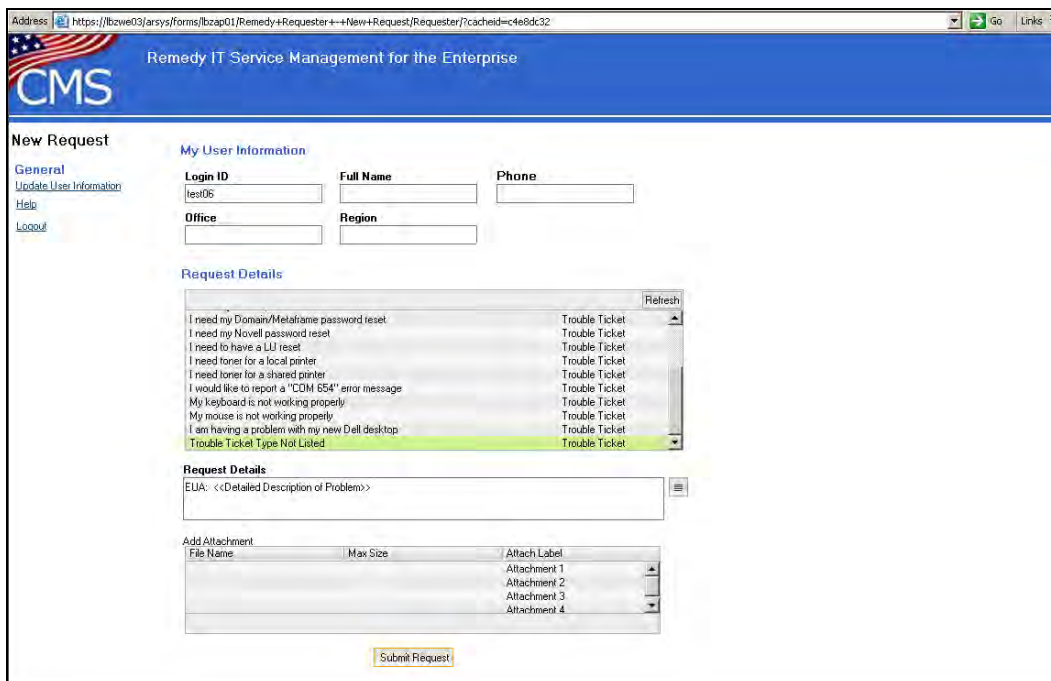 Address https://lbzwe03/arsys/forms/lbzap01/Remedy+Requester+-+New+Request/Requester/?cacheid=c4e8dc32 Go Links
CMS
Remedy IT Service Management for the Enterprise
New Request
General
Update User Information
Help
Logout
My User Information
Login ID Full Name Phone
test06
Office Region
Request Details
Refresh
I need my Domain/Metaframe password reset Trouble Ticket
I need my Novell password reset Trouble Ticket
I need to have a LU reset Trouble Ticket
I need toner for a local printer Trouble Ticket
I need toner for a shared printer Trouble Ticket
I would like to report a "COM 654" error message Trouble Ticket
My keyboard is not working properly Trouble Ticket
My mouse is not working properly Trouble Ticket
I am having a problem with my new Dell desktop Trouble Ticket
Trouble Ticket Type Not Listed Trouble Ticket
Request Details
EUA: <<Detailed Description of Problem>>
Add Attachment
File Name Max Size Attach Label
Attachment 1
Attachment 2
Attachment 3
Attachment 4
Submit Request